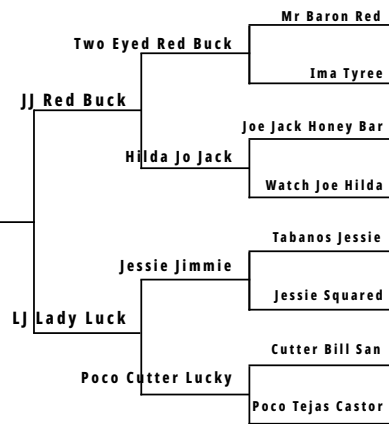 Mr Baron Red
Two Eyed Red Buck
Ima Tyree
JJ Red Buck
Joe Jack Honey Bar
Hilda Jo Jack
Watch Joe Hilda
Tabanos Jessie
Jessie Jimmie
Jessie Squared
LJ Lady Luck
Cutter Bill San
Poco Cutter Lucky
Poco Tejas Castor